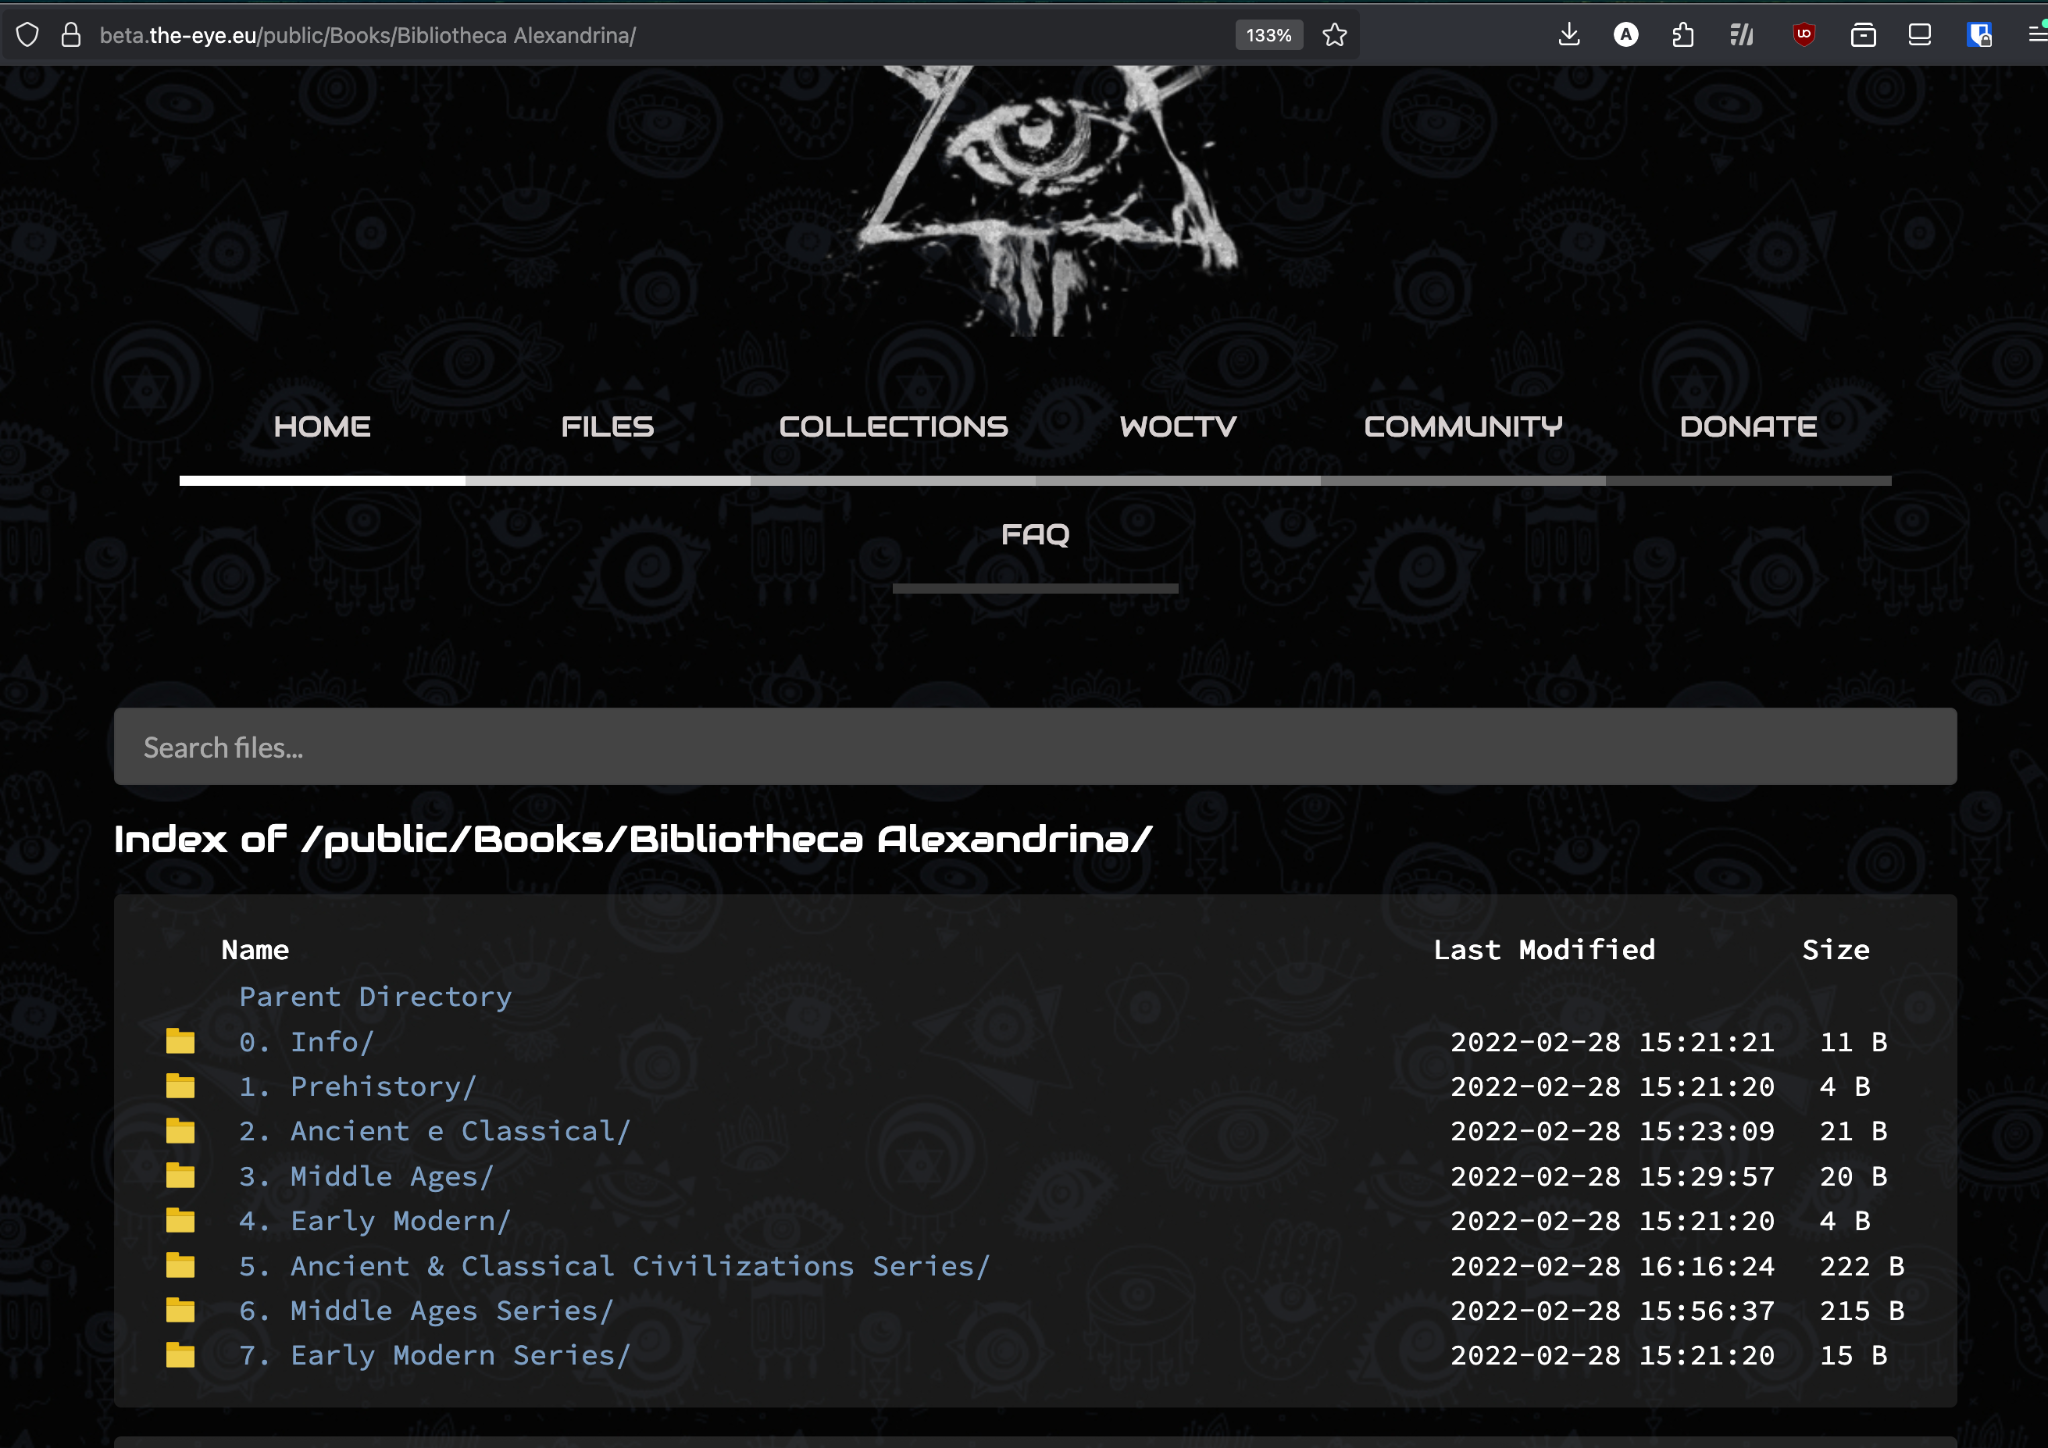 beta.the-eye.eu/public/Books/Bibliotheca Alexandrina/ 133%
HOME FILES COLLECTIONS WOCTV COMMUNITY DONATE
FAQ
Search files...
Index of /public/Books/Bibliotheca Alexandrina/
Name Last Modified Size
Parent Directory
0. Info/ 2022-02-28 15:21:21 11 B
1. Prehistory/ 2022-02-28 15:21:20 4 B
2. Ancient e Classical/ 2022-02-28 15:23:09 21 B
3. Middle Ages/ 2022-02-28 15:29:57 20 B
4. Early Modern/ 2022-02-28 15:21:20 4 B
5. Ancient & Classical Civilizations Series/ 2022-02-28 16:16:24 222 B
6. Middle Ages Series/ 2022-02-28 15:56:37 215 B
7. Early Modern Series/ 2022-02-28 15:21:20 15 B